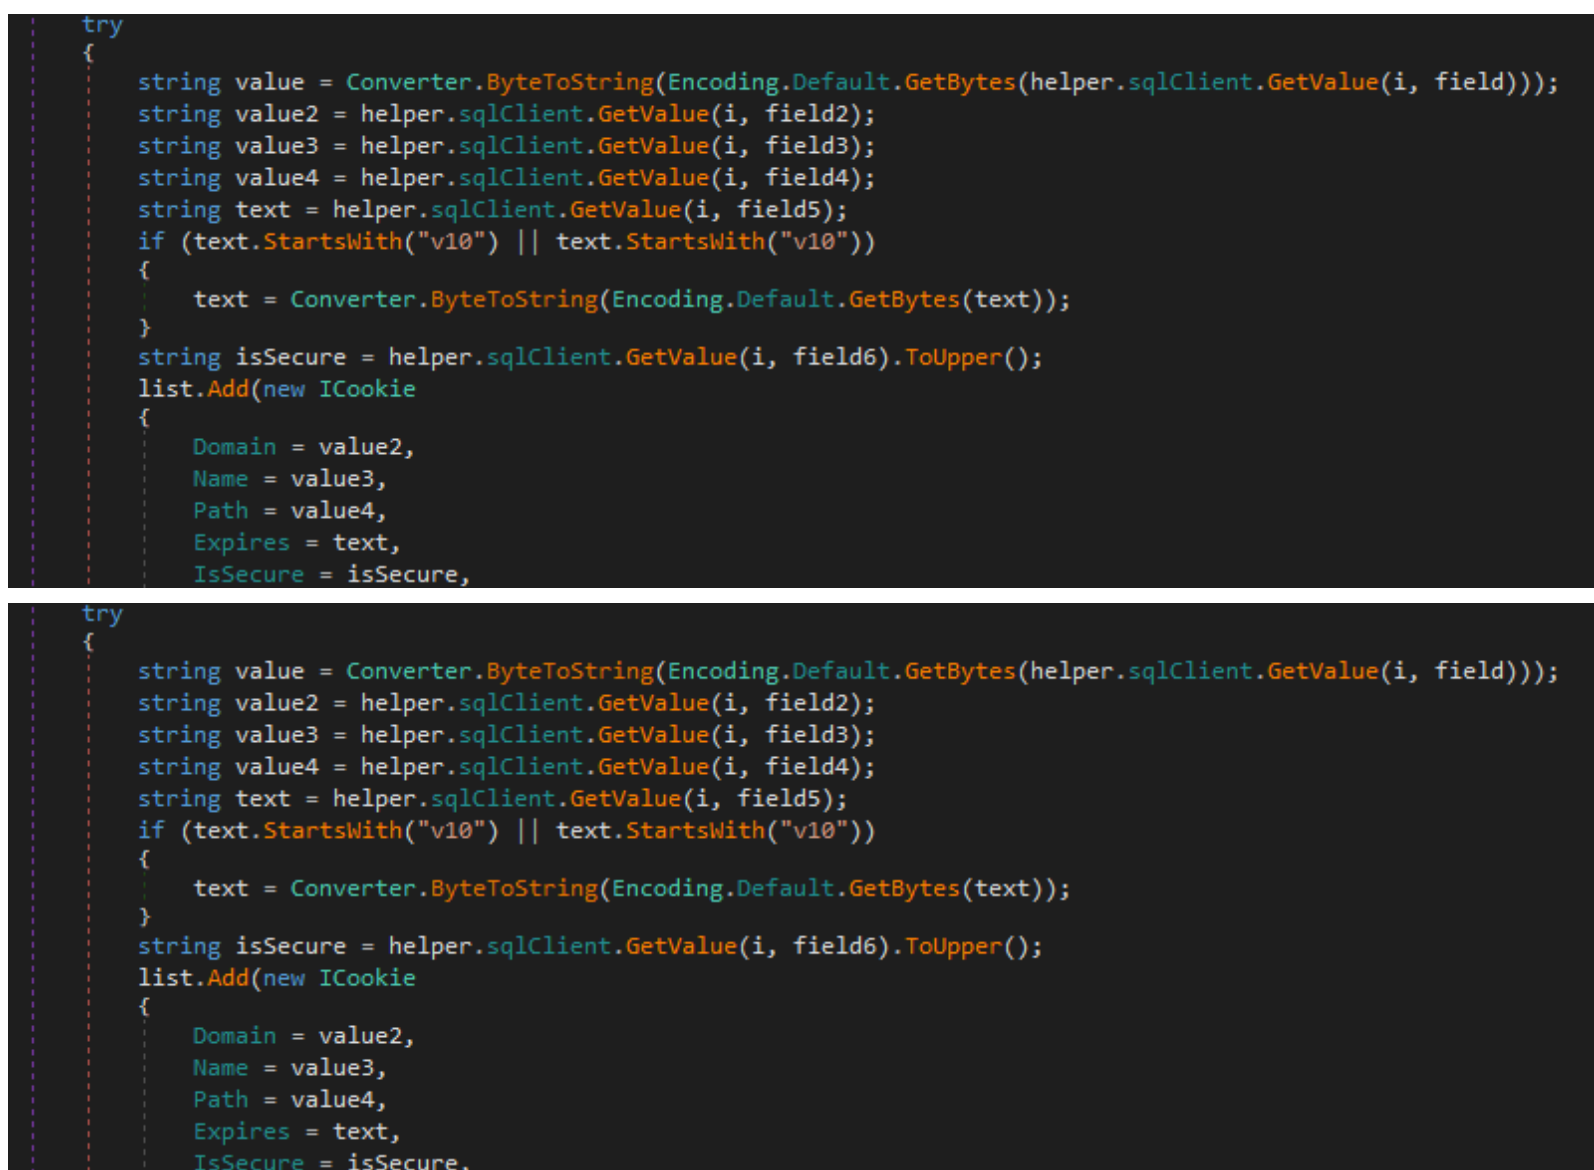 try
{
string value = Converter.ByteToString(Encoding.Default.GetBytes(helper.sqlClient.GetValue(i, field)));
string value2 = helper.sqlClient.GetValue(i, field2);
string value3 = helper.sqlClient.GetValue(i, field3);
string value4 = helper.sqlClient.GetValue(i, field4);
string text = helper.sqlClient.GetValue(i, field5);
if (text.StartsWith("v10") || text.StartsWith("v10"))
{
text = Converter.ByteToString(Encoding.Default.GetBytes(text));
}
string isSecure = helper.sqlClient.GetValue(i, field6).ToUpper();
list.Add(new ICookie
{
Domain = value2,
Name = value3,
Path = value4,
Expires = text,
IsSecure = isSecure,
try
{
string value = Converter.ByteToString(Encoding.Default.GetBytes(helper.sqlClient.GetValue(i, field)));
string value2 = helper.sqlClient.GetValue(i, field2);
string value3 = helper.sqlClient.GetValue(i, field3);
string value4 = helper.sqlClient.GetValue(i, field4);
string text = helper.sqlClient.GetValue(i, field5);
if (text.StartsWith("v10") || text.StartsWith("v10"))
{
text = Converter.ByteToString(Encoding.Default.GetBytes(text));
}
string isSecure = helper.sqlClient.GetValue(i, field6).ToUpper();
list.Add(new ICookie
{
Domain = value2,
Name = value3,
Path = value4,
Expires = text,
IsSecure = isSecure,